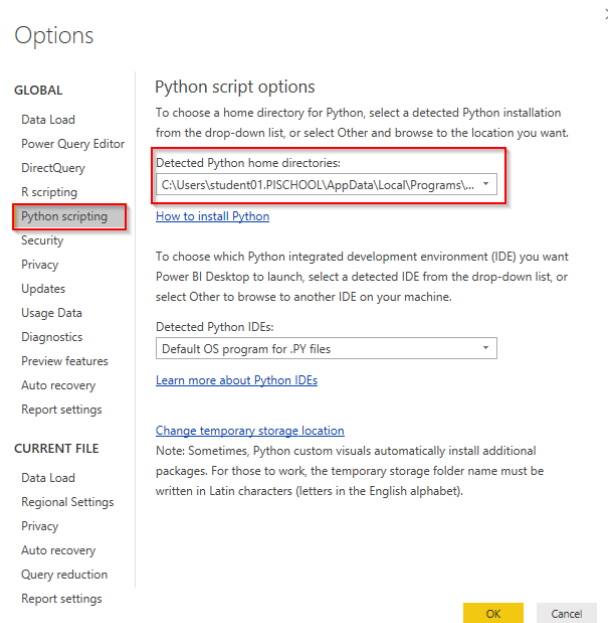 Options
GLOBAL
Data Load
Power Query Editor
DirectQuery
R scripting
Python scripting
Security
Privacy
Updates
Usage Data
Diagnostics
Preview features
Auto recovery
Report settings
CURRENT FILE
Data Load
Regional Settings
Privacy
Auto recovery
Query reduction
Report settings
Python script options
To choose a home directory for Python, select a detected Python installation
from the drop-down list, or select Other and browse to the location you want.
Detected Python home directories:
C:\Users\student01.PISCHOOL\AppData\Local\Programs\...
How to install Python
To choose which Python integrated development environment (IDE) you want
Power BI Desktop to launch, select a detected IDE from the drop-down list, or
select Other to browse to another IDE on your machine.
Detected Python IDEs:
Default OS program for .PY files
Learn more about Python IDEs
Change temporary storage location
Note: Sometimes, Python custom visuals automatically install additional
packages. For those to work, the temporary storage folder name must be
written in Latin characters (letters in the English alphabet).
OK
Cancel